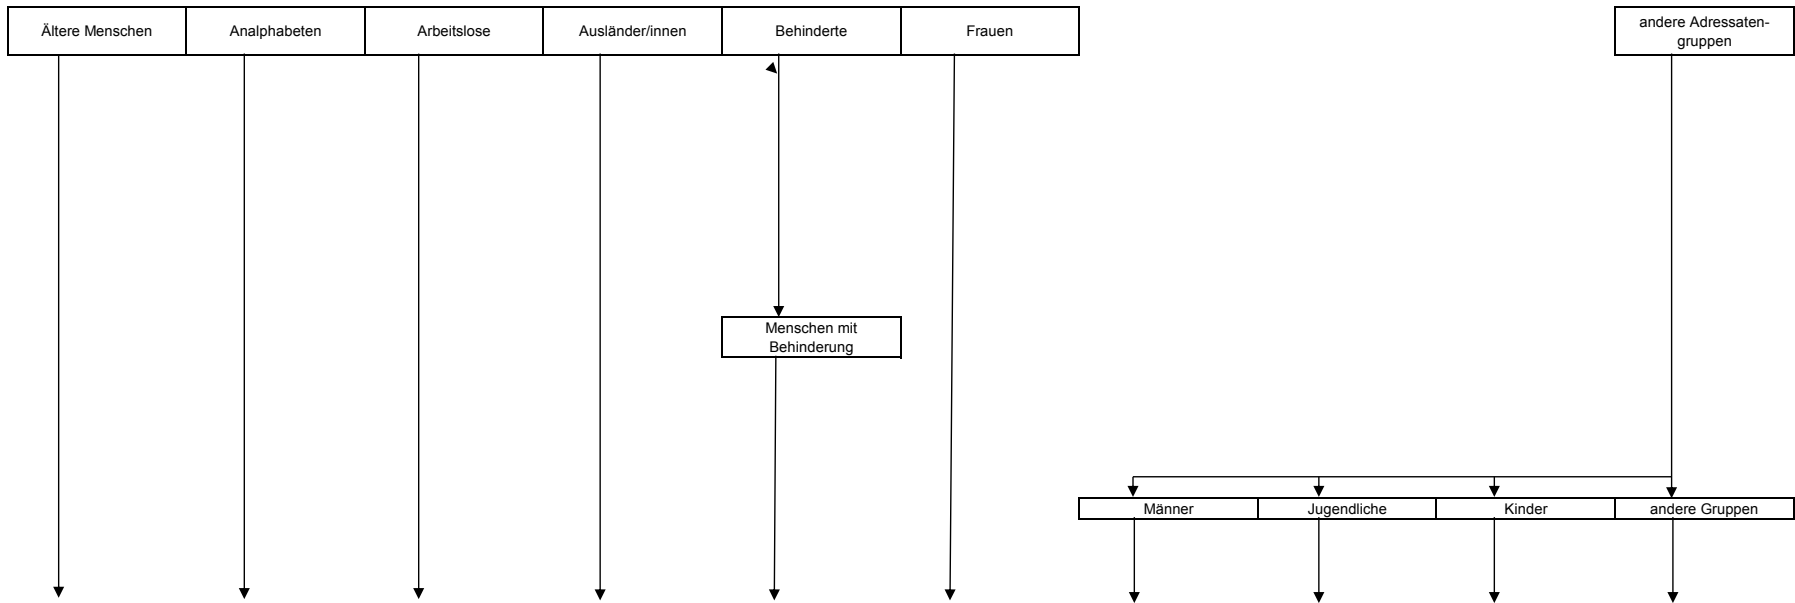 Ältere Menschen
Analphabeten
Arbeitslose
Ausländer/innen
Behinderte
Frauen
andere Adressaten-
gruppen
Menschen mit
Behinderung
Männer
Jugendliche
Kinder
andere Gruppen